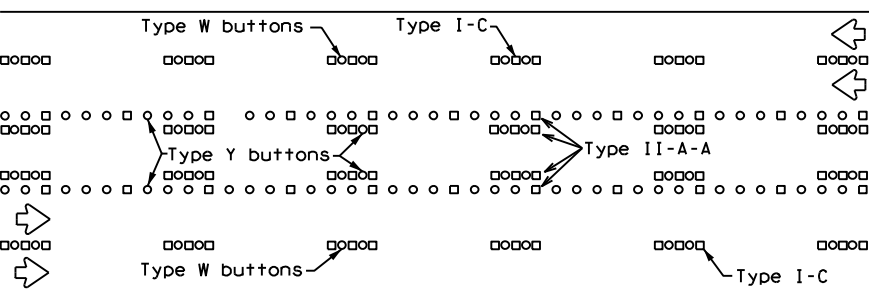 Type W buttons
Type I-C
Type Y buttons
Type II-A-A
Type W buttons
Type I-C